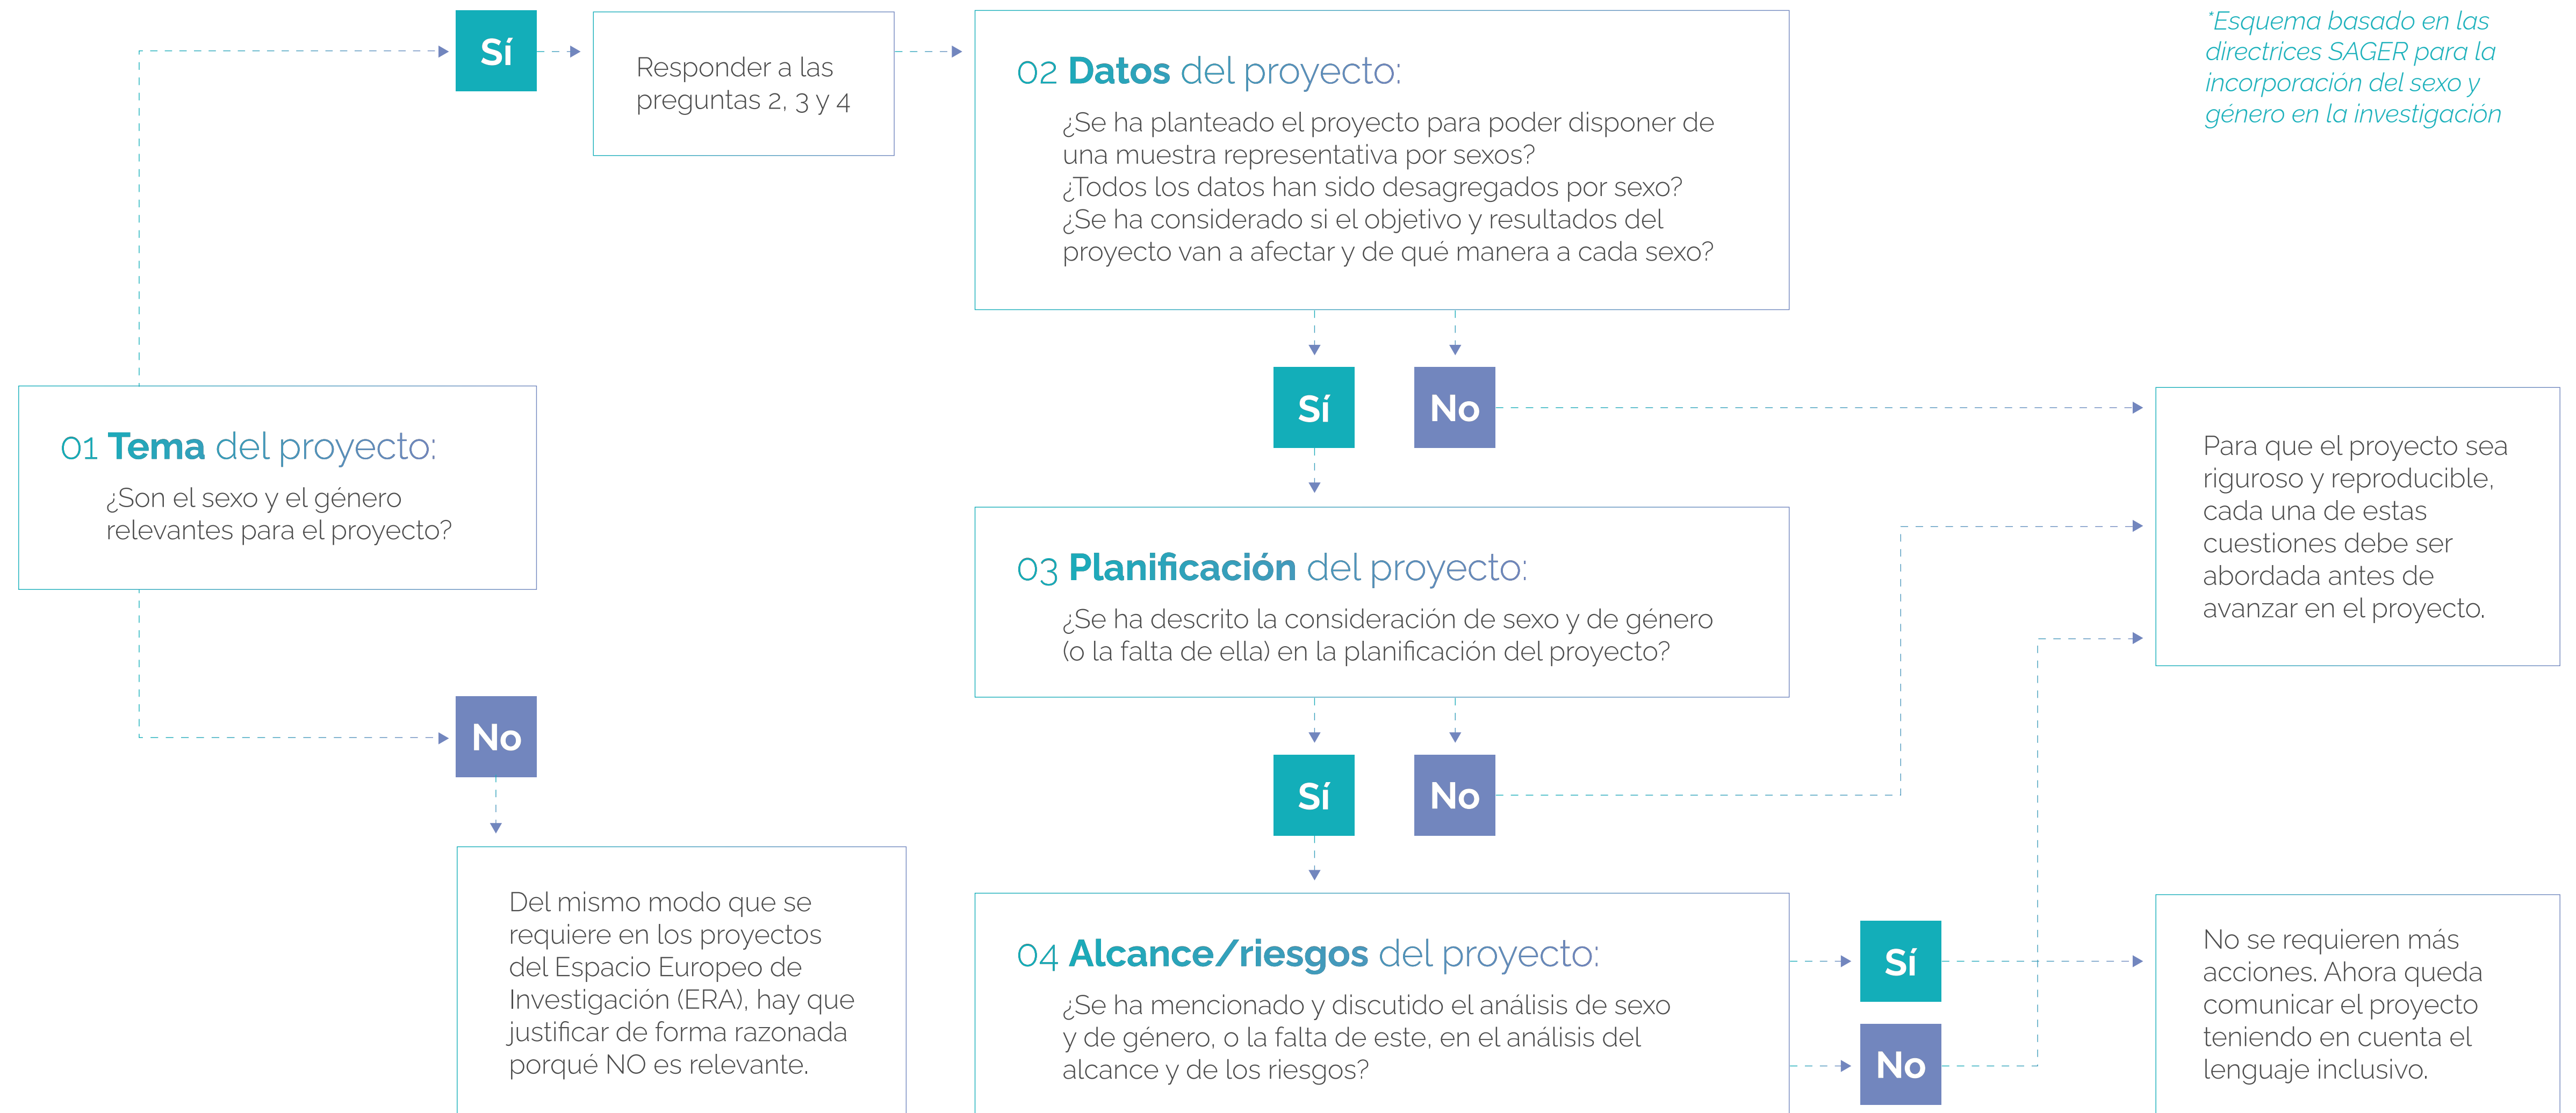 Sí
Responder a las
preguntas 2, 3 y 4
02 Datos del proyecto:
¿Se ha planteado el proyecto para poder disponer de
una muestra representativa por sexos?
¿Todos los datos han sido desagregados por sexo?
¿Se ha considerado si el objetivo y resultados del
proyecto van a afectar y de qué manera a cada sexo?
*Esquema basado en las
directrices SAGER para la
incorporación del sexo y
género en la investigación
01 Tema del proyecto:
¿Son el sexo y el género
relevantes para el proyecto?
Sí
No
Para que el proyecto sea
riguroso y reproducible,
cada una de estas
cuestiones debe ser
abordada antes de
avanzar en el proyecto.
03 Planificación del proyecto:
¿Se ha descrito la consideración de sexo y de género
(o la falta de ella) en la planificación del proyecto?
No
Sí
No
Del mismo modo que se
requiere en los proyectos
del Espacio Europeo de
Investigación (ERA), hay que
justificar de forma razonada
porqué NO es relevante.
04 Alcance/riesgos del proyecto:
¿Se ha mencionado y discutido el análisis de sexo
y de género, o la falta de este, en el análisis del
alcance y de los riesgos?
Sí
No
No se requieren más
acciones. Ahora queda
comunicar el proyecto
teniendo en cuenta el
lenguaje inclusivo.